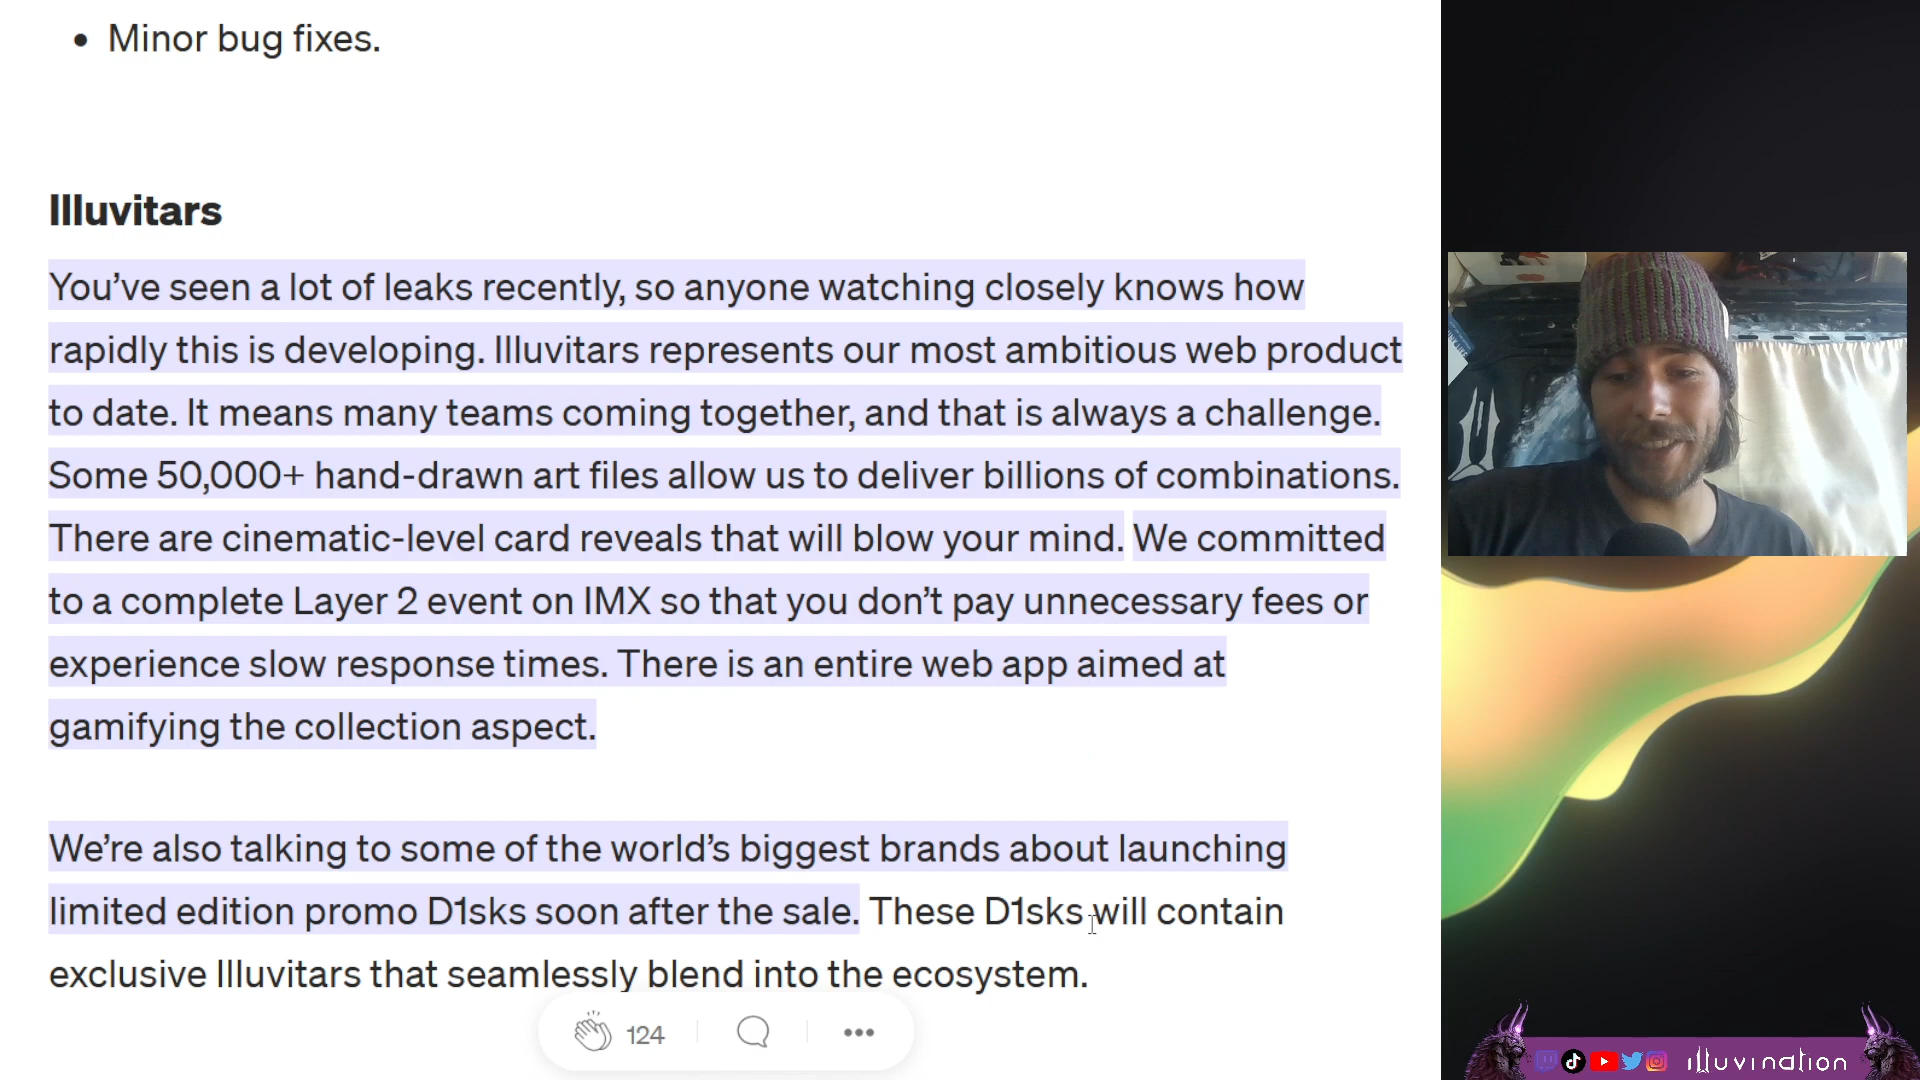 Minor bug fixes.
Illuvitars
You’ve seen a lot of leaks recently, so anyone watching closely knows how
rapidly this is developing. Illuvitars represents our most ambitious web product
to date. It means many teams coming together, and that is always a challenge.
Some 50,000+ hand-drawn art files allow us to deliver billions of combinations.
There are cinematic-level card reveals that will blow your mind. We committed
to a complete Layer 2 event on IMX so that you don’t pay unnecessary fees or
experience slow response times. There is an entire web app aimed at
gamifying the collection aspect.
We’re also talking to some of the world’s biggest brands about launching
limited edition promo D1sks soon after the sale. These D1sks will contain
exclusive Illuvitars that seamlessly blend into the ecosystem.
124
illuvination